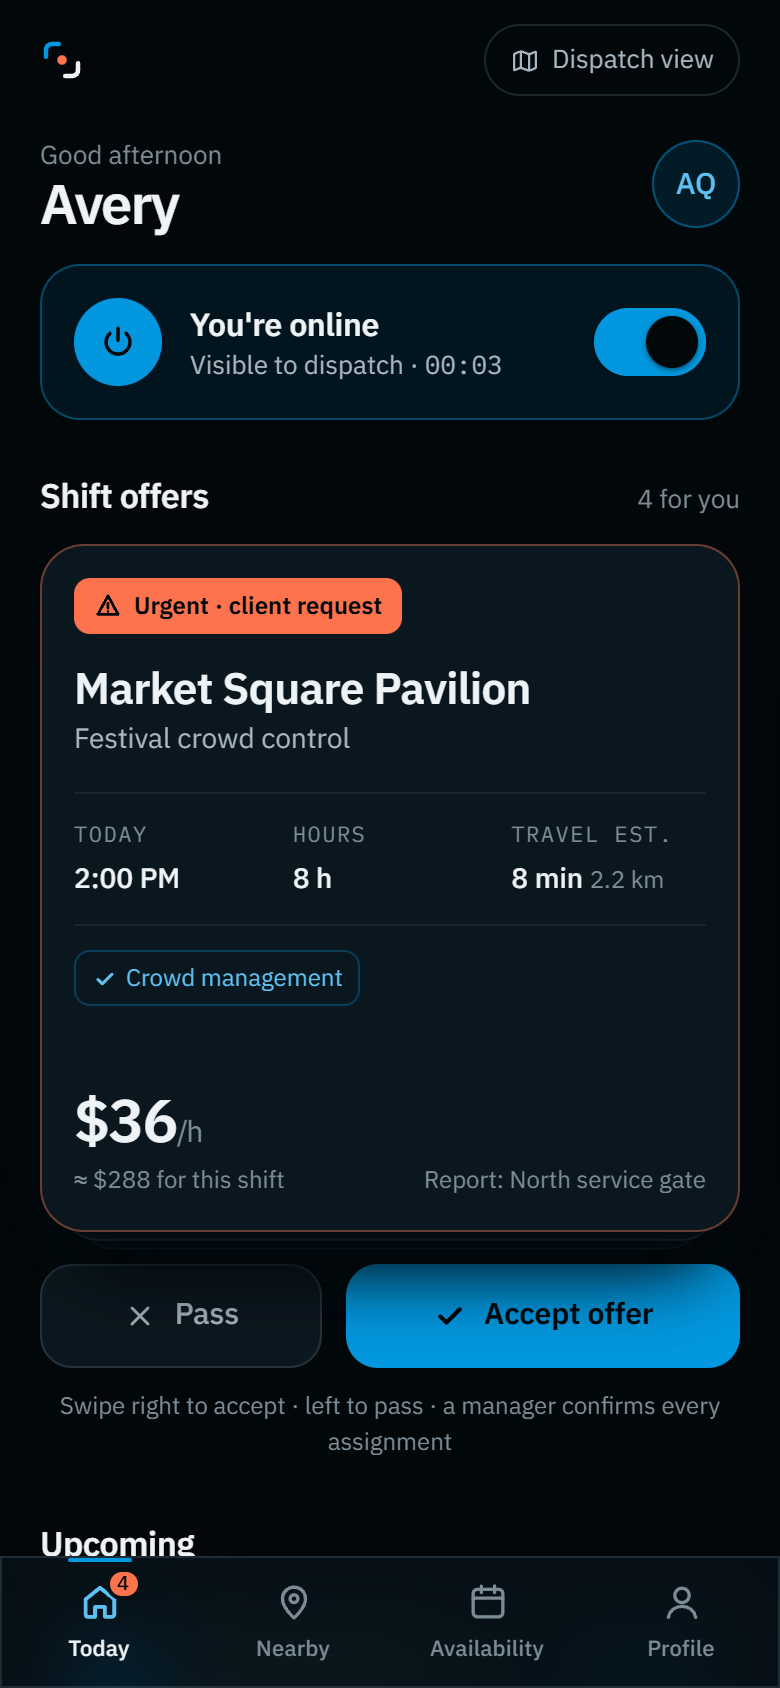 Dispatch view
Good afternoon
Avery
AQ
You're online
Visible to dispatch · 00:03
Shift offers
4 for you
Urgent · client request
Market Square Pavilion
Festival crowd control
TODAY
HOURS
TRAVEL EST.
2:00 PM
8 h
8 min 2.2 km
Crowd management
$36/h
≈ $288 for this shift
Report: North service gate
Pass
Accept offer
Swipe right to accept · left to pass · a manager confirms every
assignment
Upcoming
4
Today
Nearby
Availability
Profile